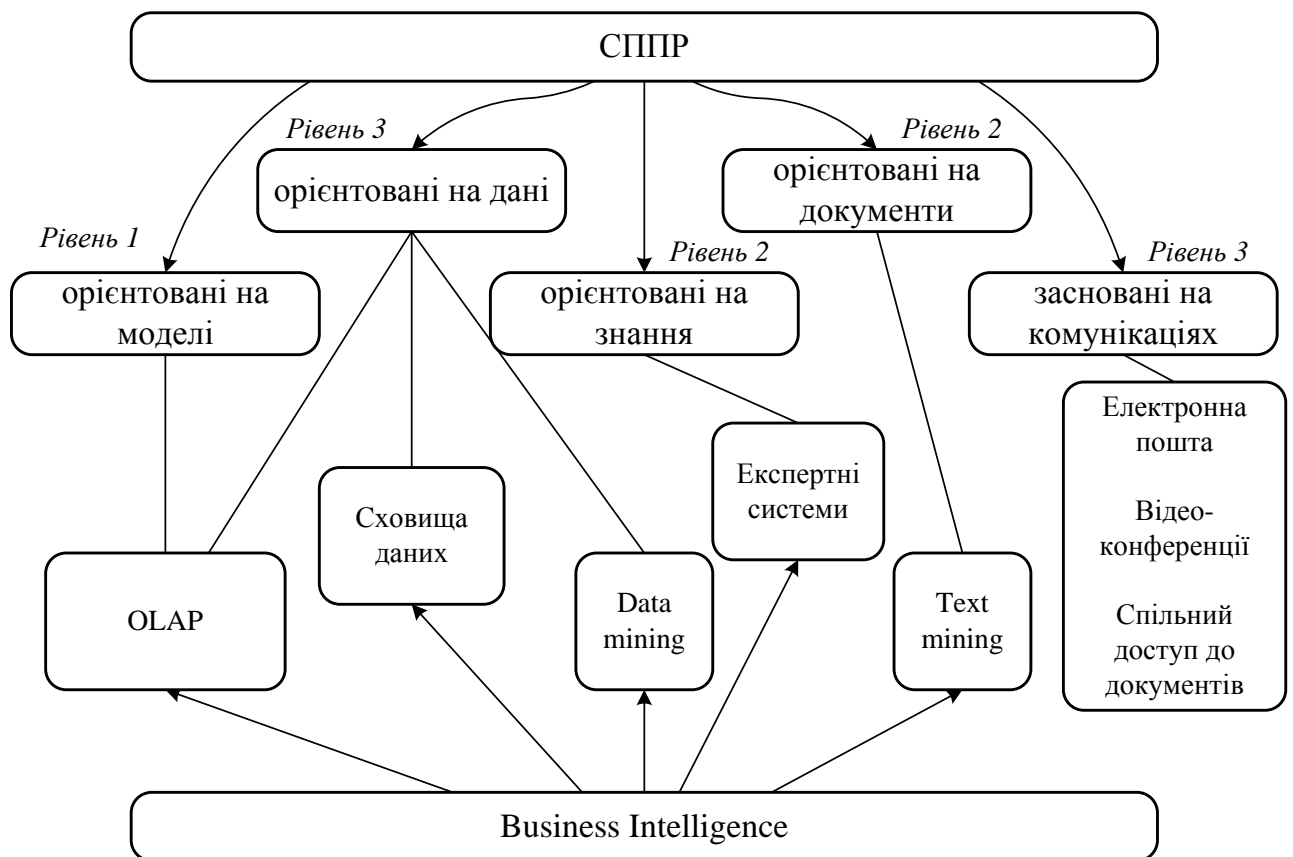 СППР
Рівень 3
Рівень 2
орієнтовані на дані
орієнтовані на
документи
Рівень 1
Рівень 2
Рівень 3
орієнтовані на
моделі
орієнтовані на
знання
засновані на
комунікаціях
Електронна
пошта
Відео-
конференції
Спільний
доступ до
документів
Експертні
системи
Сховища
даних
OLAP
Data
mining
Text
mining
Business Intelligence